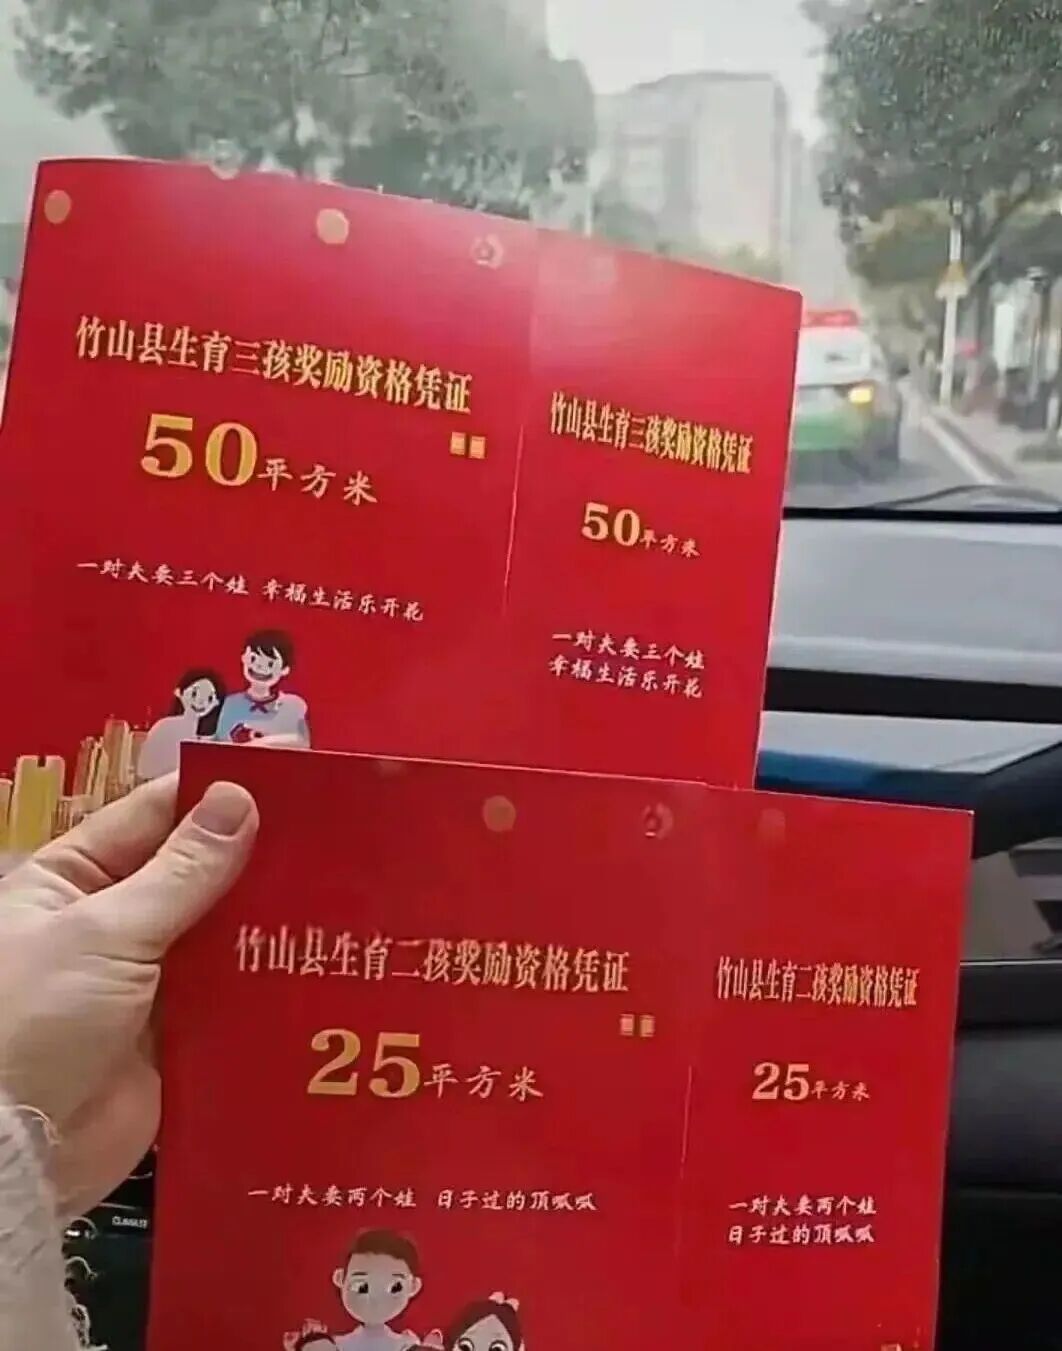 竹山县生育三孩奖励资格凭证
50平方米
一对夫妻三个娃 幸福生活乐开花
竹山县生育三孩奖励资格凭证
50平方米
一对夫妻三个娃
幸福生活乐开花
竹山县生育二孩奖励资格凭证
25平方米
一对夫妻两个娃 日子过的顶呱呱
竹山县生育二孩奖励资格凭证
25平方米
一对夫妻两个娃
日子过的顶呱呱
CLIMATE